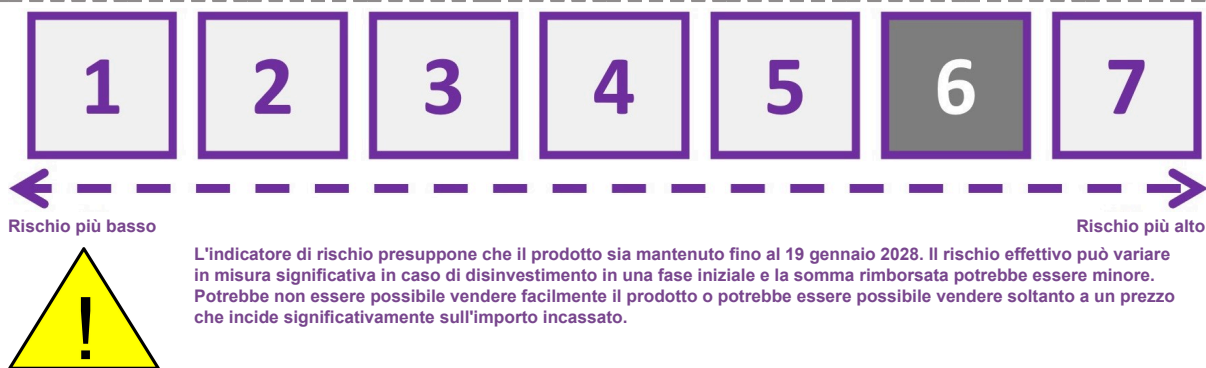 1 2 3 4 5 6 7
Rischio più basso Rischio più alto
L'indicatore di rischio presuppone che il prodotto sia mantenuto fino al 19 gennaio 2028. Il rischio effettivo può variare
in misura significativa in caso di disinvestimento in una fase iniziale e la somma rimborsata potrebbe essere minore.
Potrebbe non essere possibile vendere facilmente il prodotto o potrebbe essere possibile vendere soltanto a un prezzo
che incide significativamente sull'importo incassato.
!